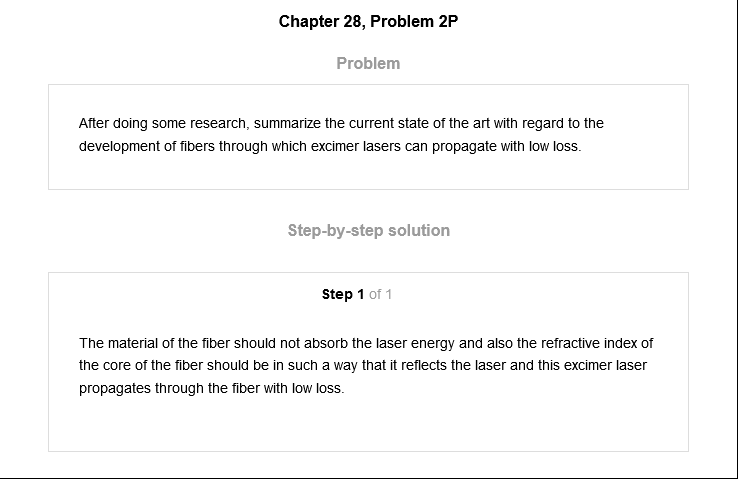 Chapter 28, Problem 2P
Problem
After doing some research, summarize the current state of the art with regard to the
development of fibers through which excimer lasers can propagate with low loss.
Step-by-step solution
Step 1 of 1
The material of the fiber should not absorb the laser energy and also the refractive index of
the core of the fiber should be in such a way that it reflects the laser and this excimer laser
propagates through the fiber with low loss.